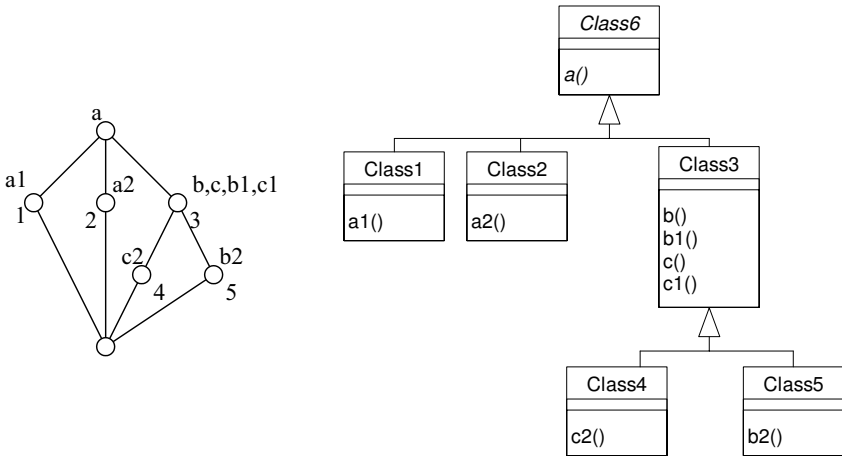 a
a1
1
a2
2
b,c,b1,c1
3
c2
4
b2
5
Class6
a()
Class1
a1()
Class2
a2()
Class3
b()
b1()
c()
c1()
Class4
c2()
Class5
b2()